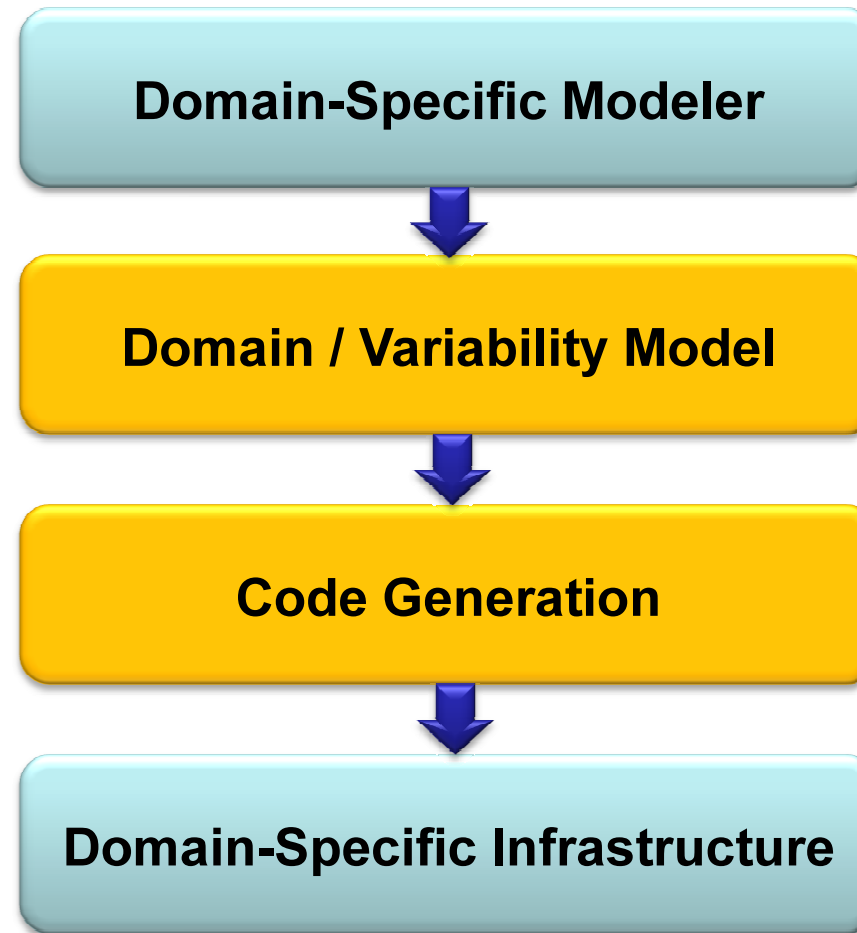 Domain-Specific Modeler
Domain / Variability Model
Code Generation
Domain-Specific Infrastructure